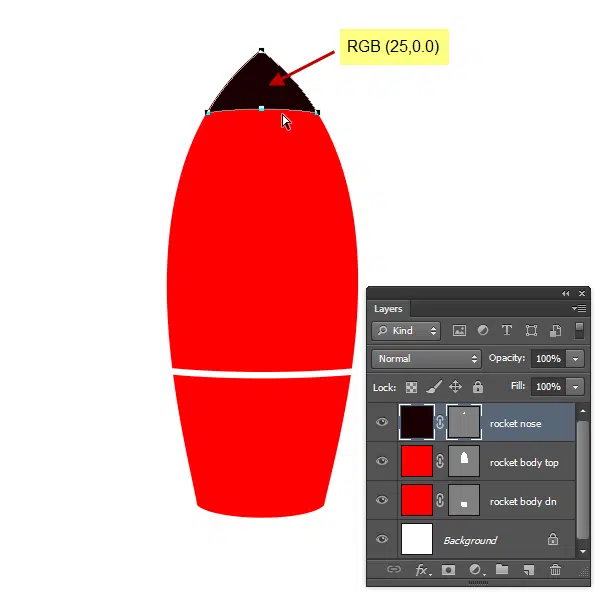 RGB (25,0.0)
Layers
Kind
Normal Opacity: 100%
Lock: Fill: 100%
rocket nose
rocket body top
rocket body dn
Background
fx